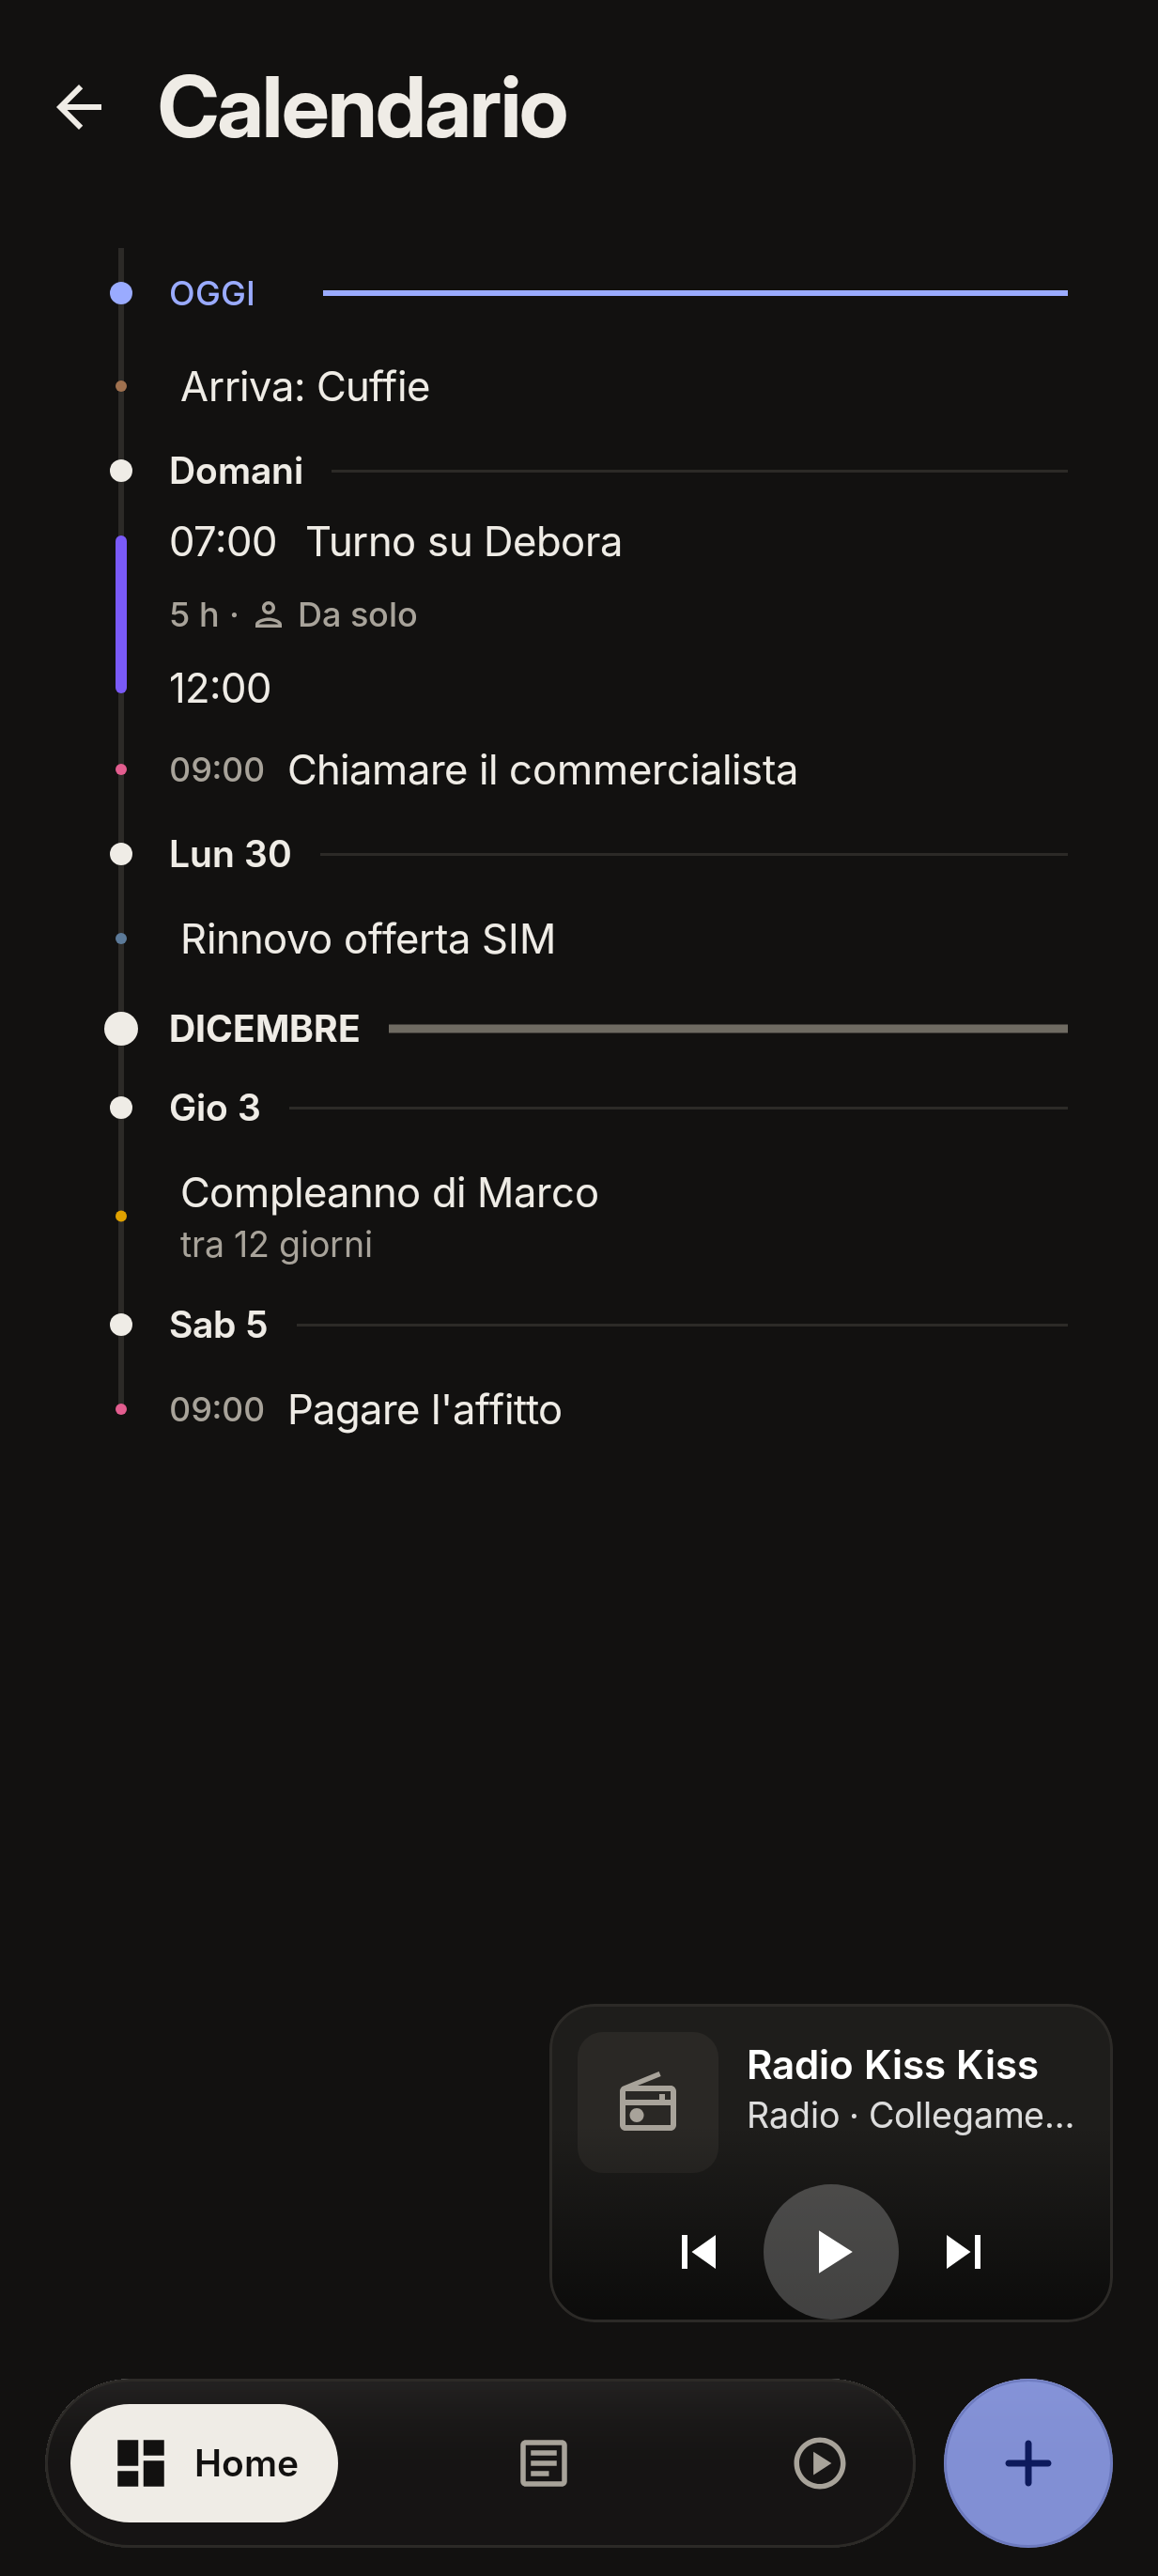 Calendario
OGGI
Arriva: Cuffie
Domani
07:00 Turno su Debora
5 h · Da solo
12:00
09:00 Chiamare il commercialista
Lun 30
Rinnovo offerta SIM
DICEMBRE
Gio 3
Compleanno di Marco
tra 12 giorni
Sab 5
09:00 Pagare l'affitto
Radio Kiss Kiss
Radio · Collegame...
Home